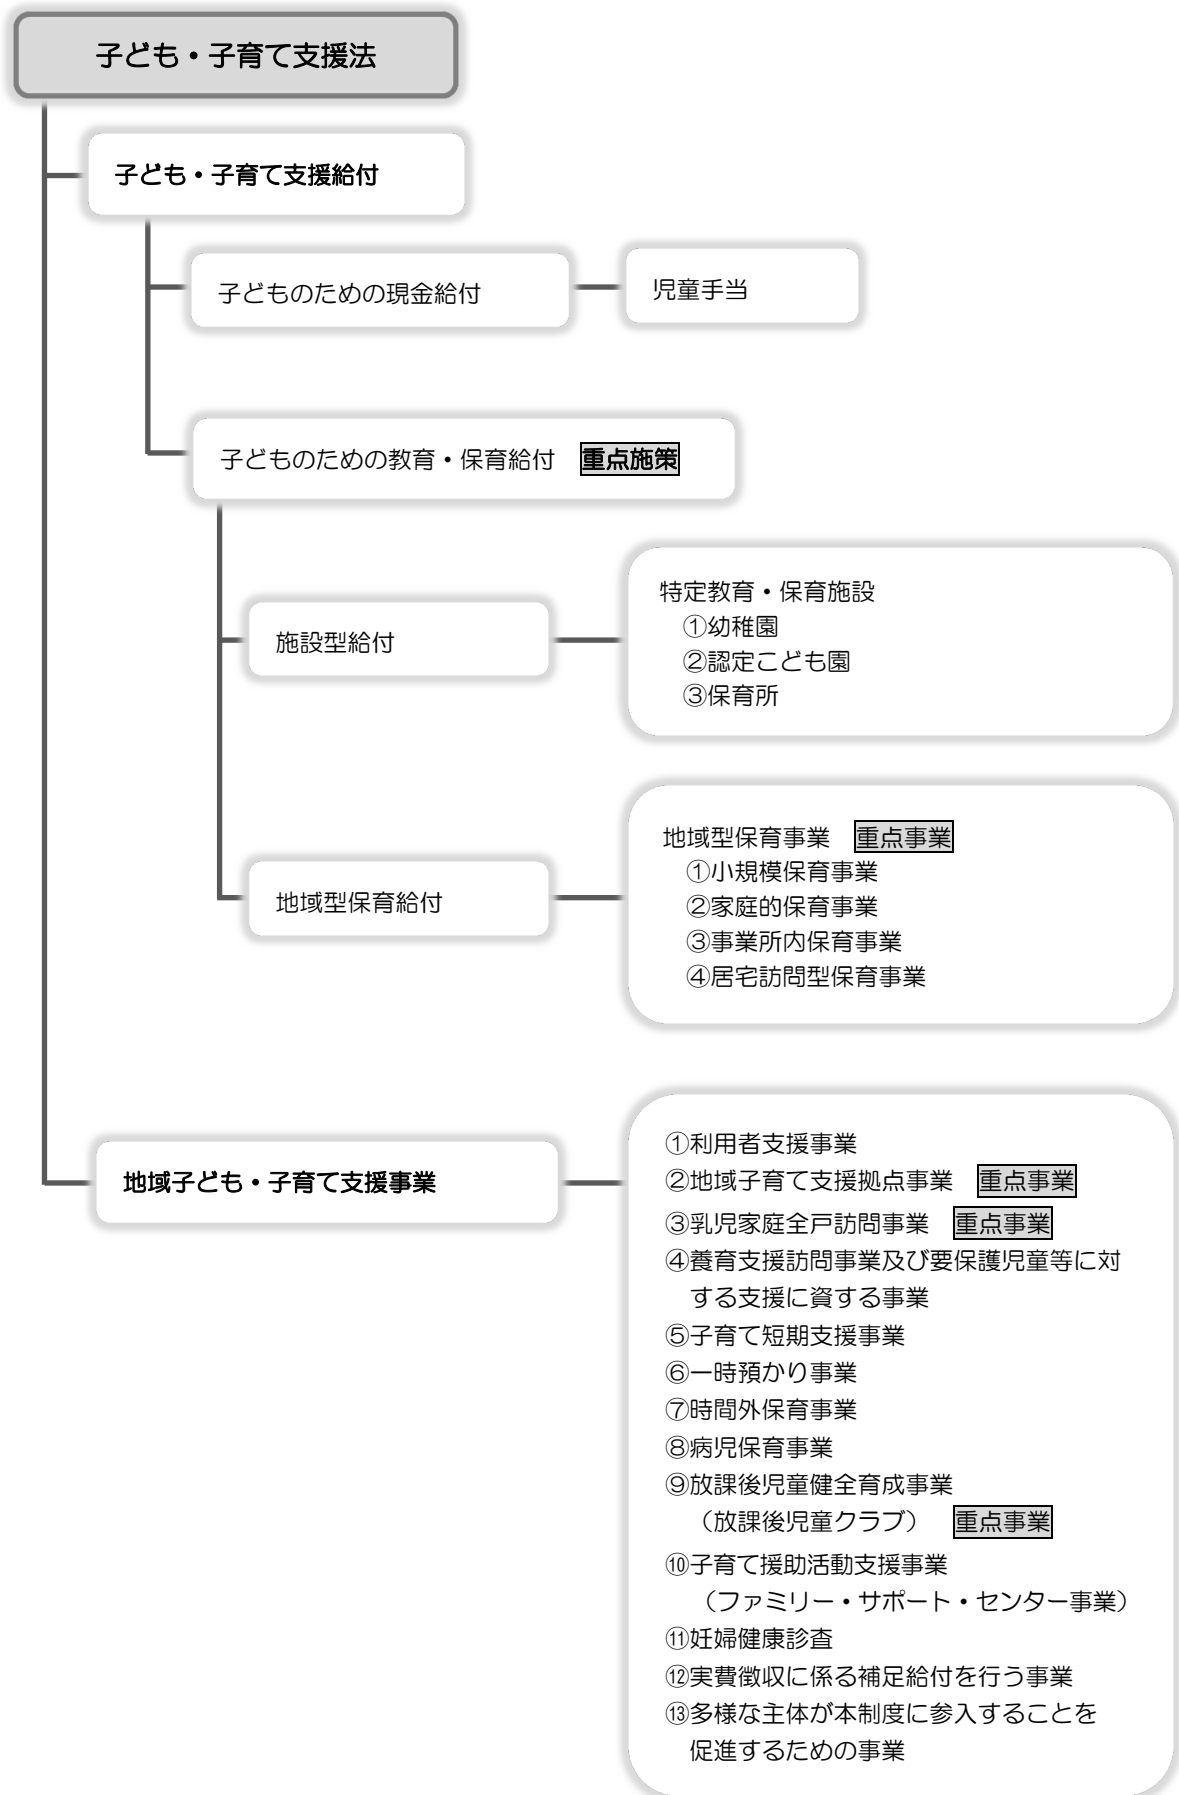 子ども・子育て支援法
子ども・子育て支援給付
子どものための現金給付
児童手当
子どものための教育・保育給付　重点施策
施設型給付
特定教育・保育施設
①幼稚園
②認定こども園
③保育所
地域型保育給付
地域型保育事業　重点事業
①小規模保育事業
②家庭的保育事業
③事業所内保育事業
④居宅訪問型保育事業
地域子ども・子育て支援事業
①利用者支援事業
②地域子育て支援拠点事業　重点事業
③乳児家庭全戸訪問事業　重点事業
④養育支援訪問事業及び要保護児童等に対
する支援に資する事業
⑤子育て短期支援事業
⑥一時預かり事業
⑦時間外保育事業
⑧病児保育事業
⑨放課後児童健全育成事業
（放課後児童クラブ）　重点事業
⑩子育て援助活動支援事業
（ファミリー・サポート・センター事業）
⑪妊婦健康診査
⑫実費徴収に係る補足給付を行う事業
⑬多様な主体が本制度に参入することを
促進するための事業